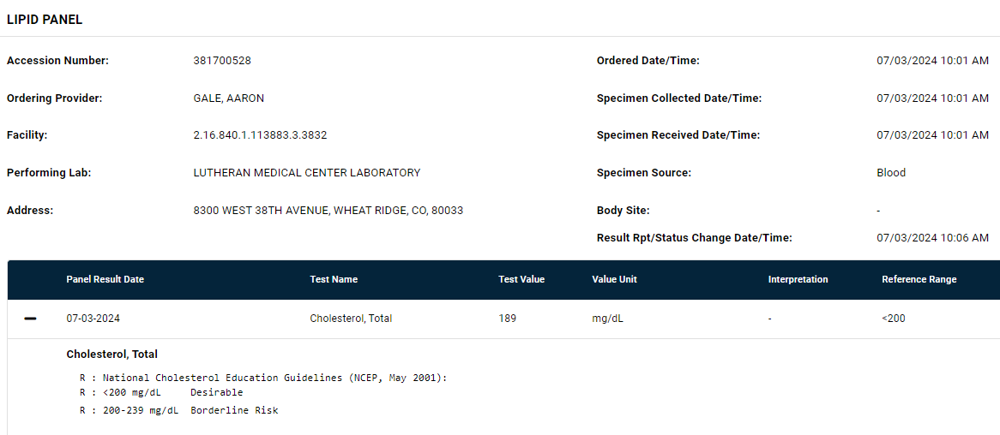 LIPID PANEL
Accession Number: 381700528 Ordered Date/Time: 07/03/2024 10:01 AM
Ordering Provider: GALE, AARON Specimen Collected Date/Time: 07/03/2024 10:01 AM
Facility: 2.16.840.1.113883.3.3832 Specimen Received Date/Time: 07/03/2024 10:01 AM
Performing Lab: LUTHERAN MEDICAL CENTER LABORATORY Specimen Source: Blood
Address: 8300 WEST 38TH AVENUE, WHEAT RIDGE, CO, 80033 Body Site: -
Result Rpt/Status Change Date/Time: 07/03/2024 10:06 AM
Panel Result Date Test Name Test Value Value Unit Interpretation Reference Range
07-03-2024 Cholesterol, Total 189 mg/dL - <200
Cholesterol, Total
R : National Cholesterol Education Guidelines (NCEP, May 2001):
R : <200 mg/dL Desirable
R : 200-239 mg/dL Borderline Risk